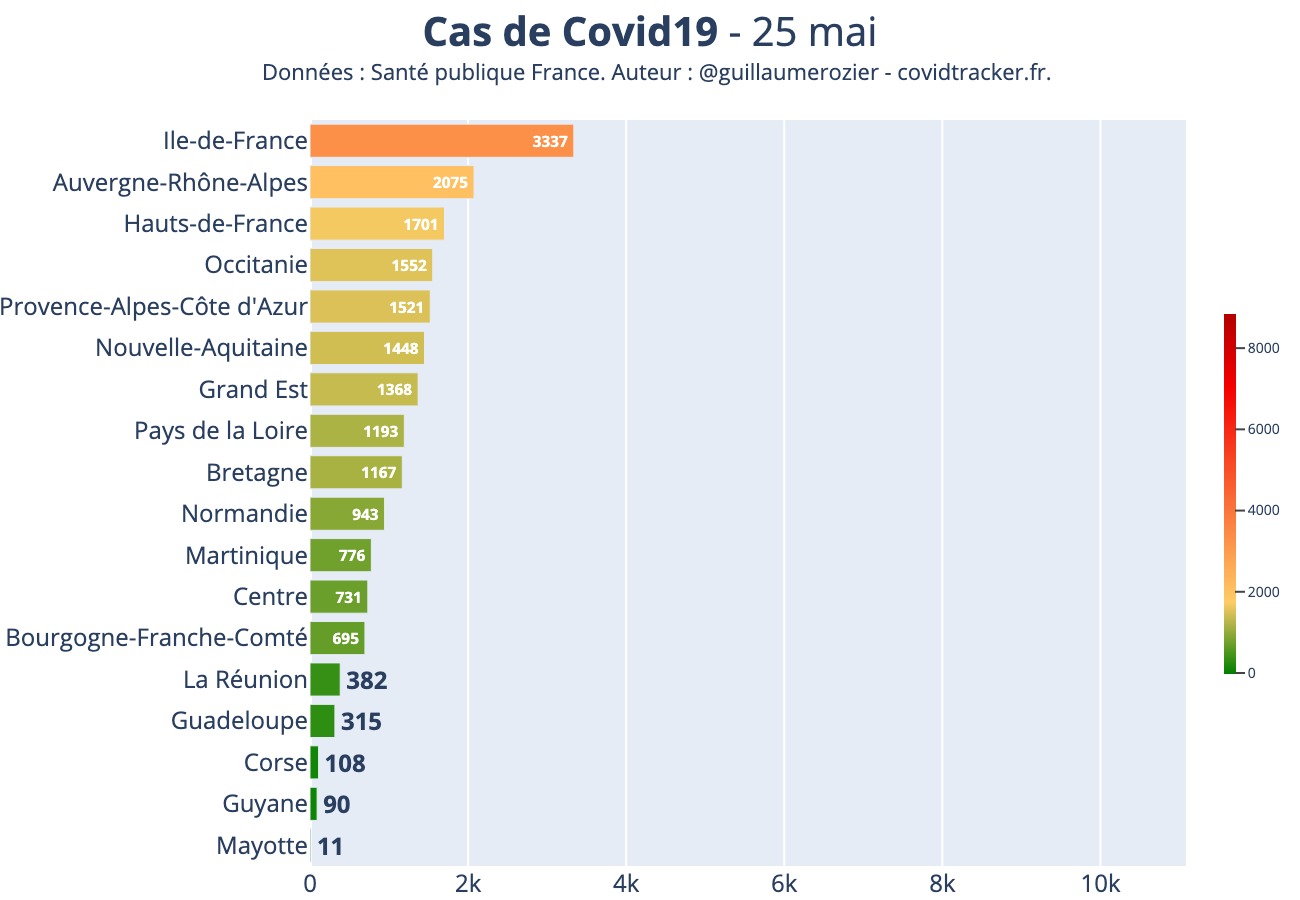 Cas de Covid19 - 25 mai
Données : Santé publique France. Auteur : @guillaumerozier - covidtracker.fr.
Ile-de-France 3337
Auvergne-Rhône-Alpes 2075
Hauts-de-France 1701
Occitanie 1552
Provence-Alpes-Côte d'Azur 1521
Nouvelle-Aquitaine 1448
Grand Est 1368
Pays de la Loire 1193
Bretagne 1167
Normandie 943
Martinique 776
Centre 731
Bourgogne-Franche-Comté 695
La Réunion 382
Guadeloupe 315
Corse 108
Guyane 90
Mayotte 11
0 2k 4k 6k 8k 10k
8000
6000
4000
2000
0